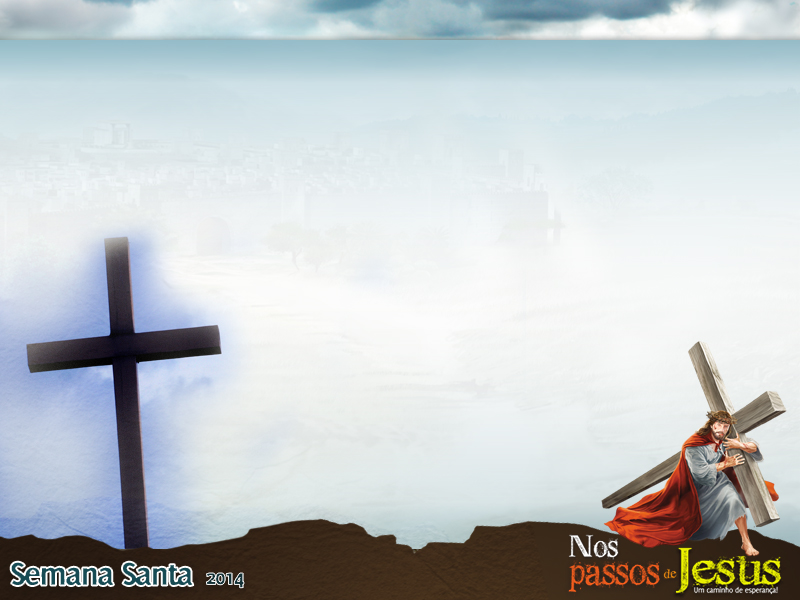 Semana Santa 2014
Nos
passos de Jesus
Um caminho de esperança!